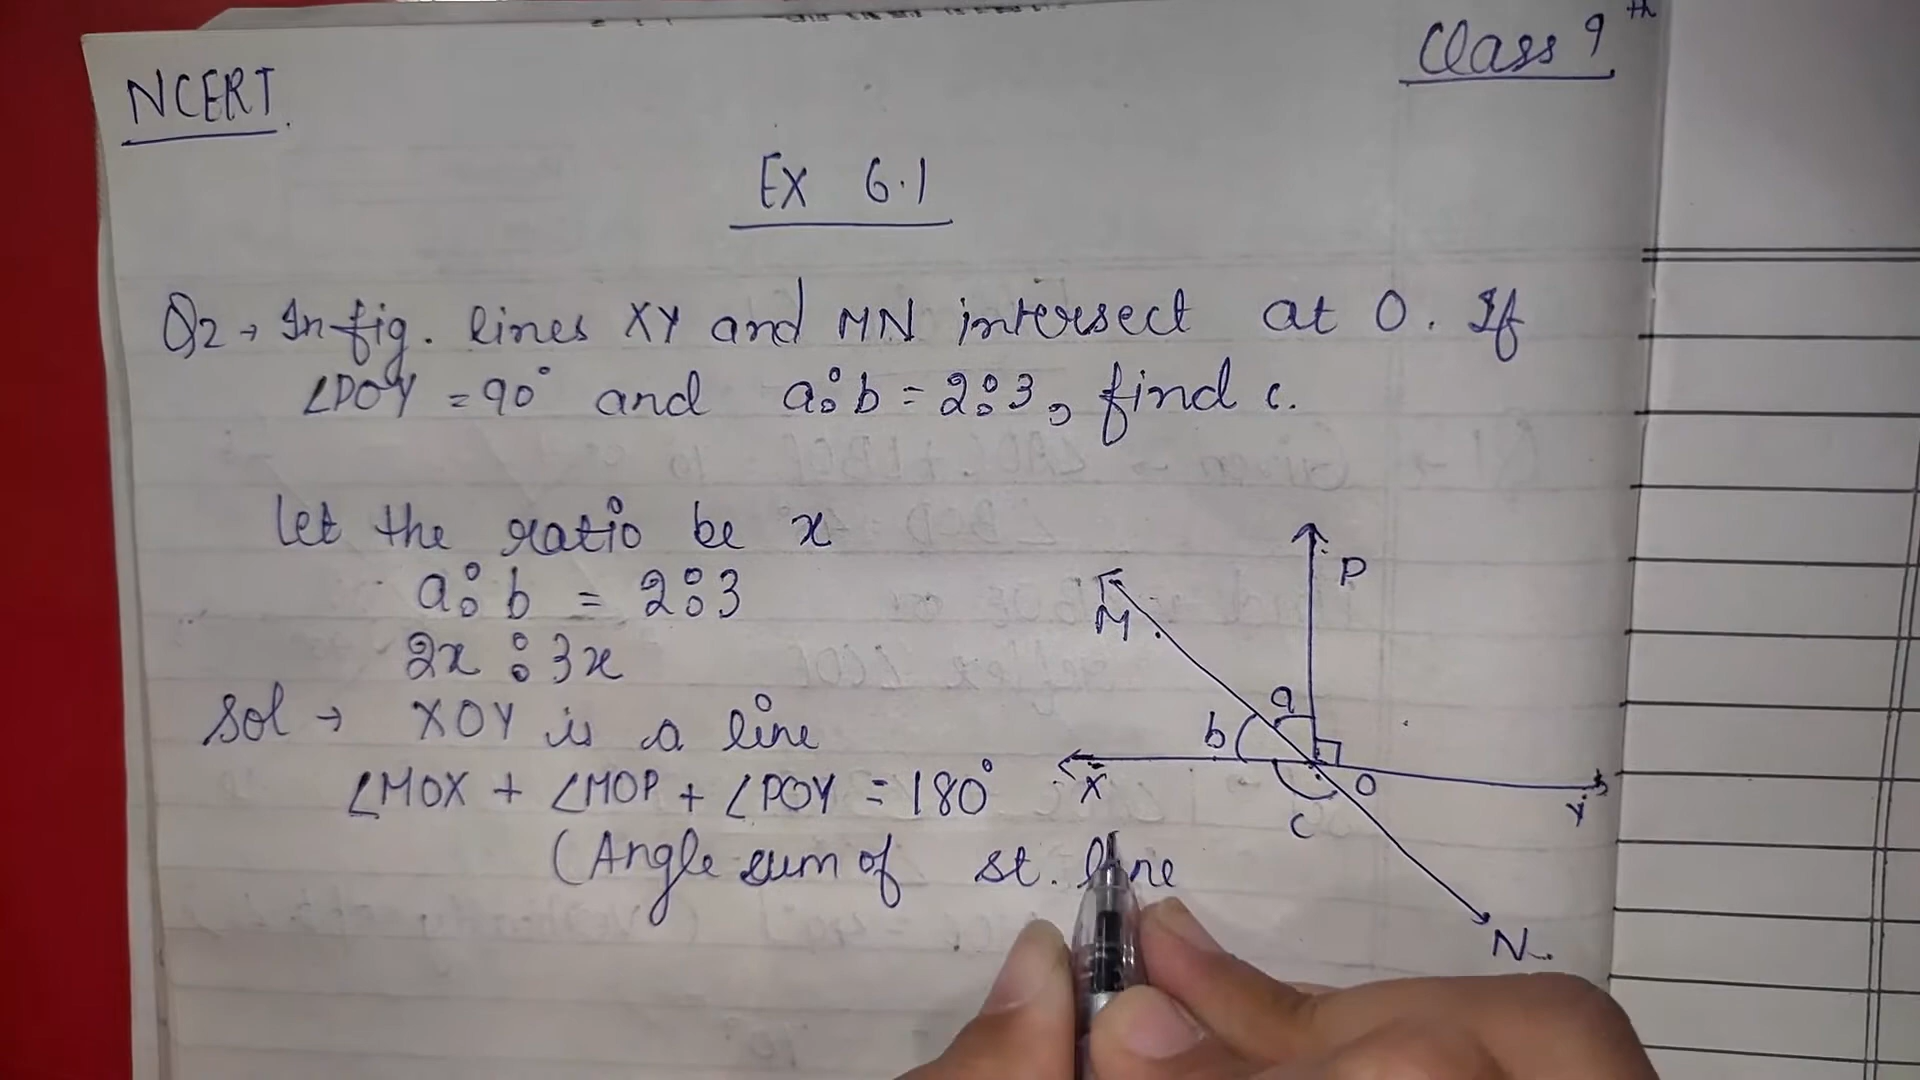 NCERT.
Class 9th
Ex 6.1
Q2 → In fig. lines XY and MN intersect at O. If
∠POY = 90° and a:b = 2:3, find c.
Let the ratio be x
a:b = 2:3
2x : 3x
Sol → XOY is a line
∠MOX + ∠MOP + ∠POY = 180°
(Angle sum of st. line
P
M
a
b
X
O
Y
C
N